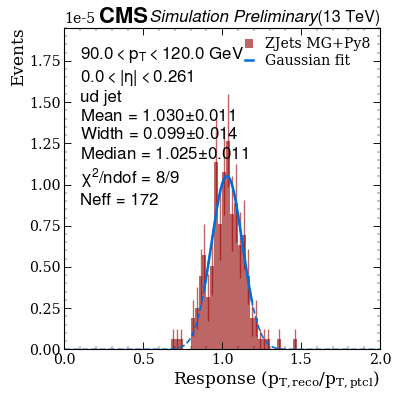 1e-5 CMS Simulation Preliminary (13 TeV)
Events
90.0 < p_T < 120.0 GeV
0.0 < |η| < 0.261
ud jet
Mean = 1.030±0.011
Width = 0.099±0.014
Median = 1.025±0.011
χ²/ndof = 8/9
Neff = 172
ZJets MG+Py8
Gaussian fit
1.75
1.50
1.25
1.00
0.75
0.50
0.25
0.00
0.0 0.5 1.0 1.5 2.0
Response (p_T,reco/p_T,ptcl)